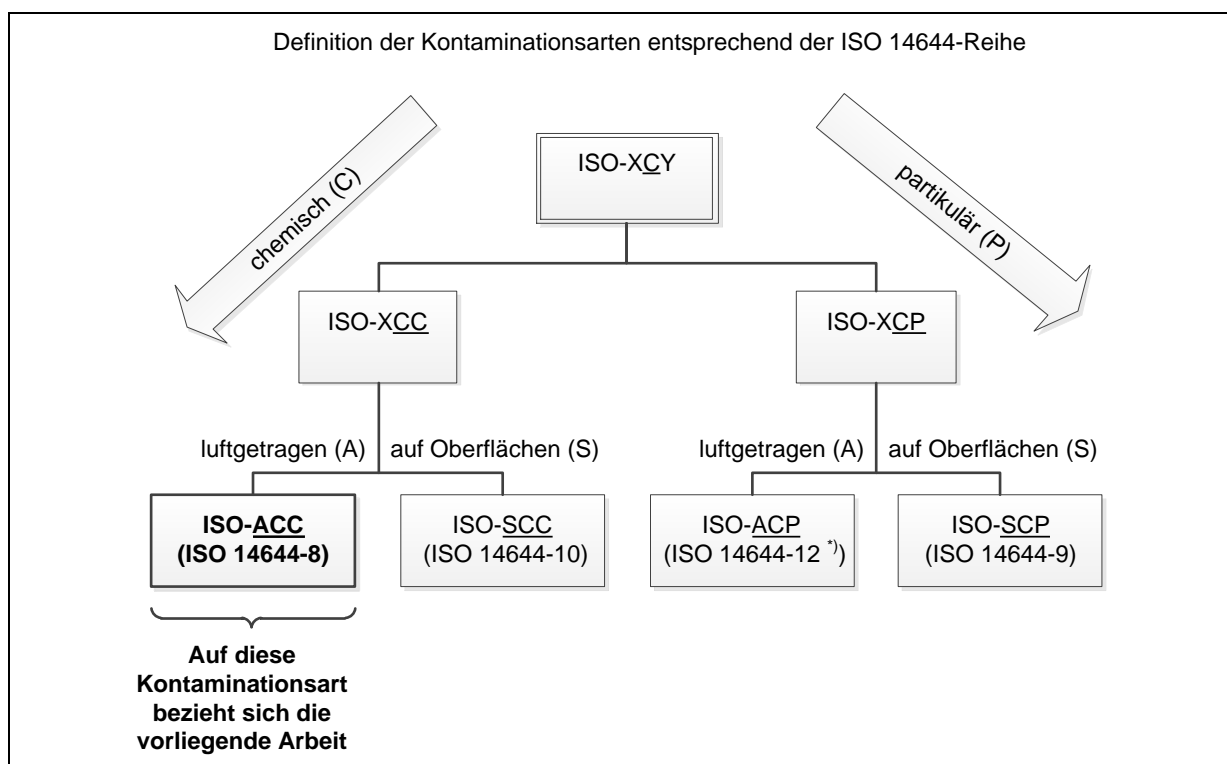 Definition der Kontaminationsarten entsprechend der ISO 14644-Reihe
chemisch (C)
ISO-XCY
partikulär (P)
ISO-XCC
ISO-XCP
luftgetragen (A)
auf Oberflächen (S)
luftgetragen (A)
auf Oberflächen (S)
ISO-ACC
(ISO 14644-8)
ISO-SCC
(ISO 14644-10)
ISO-ACP
(ISO 14644-12 *))
ISO-SCP
(ISO 14644-9)
Auf diese
Kontaminationsart
bezieht sich die
vorliegende Arbeit